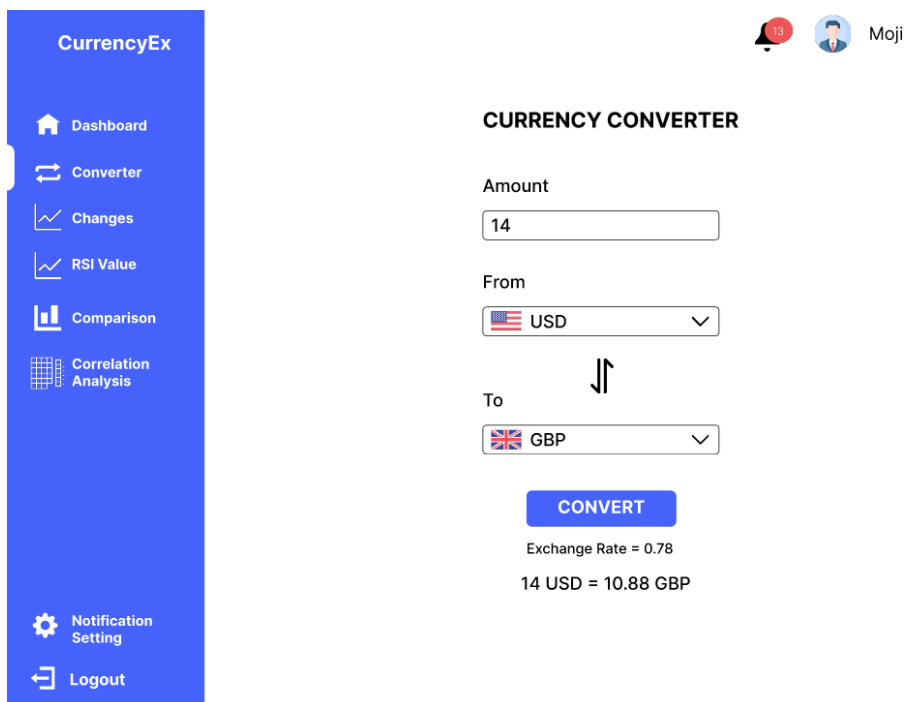 CurrencyEx
13
Moji
Dashboard
Converter
Changes
RSI Value
Comparison
Correlation
Analysis
Notification
Setting
Logout
CURRENCY CONVERTER
Amount
14
From
USD
To
GBP
CONVERT
Exchange Rate = 0.78
14 USD = 10.88 GBP